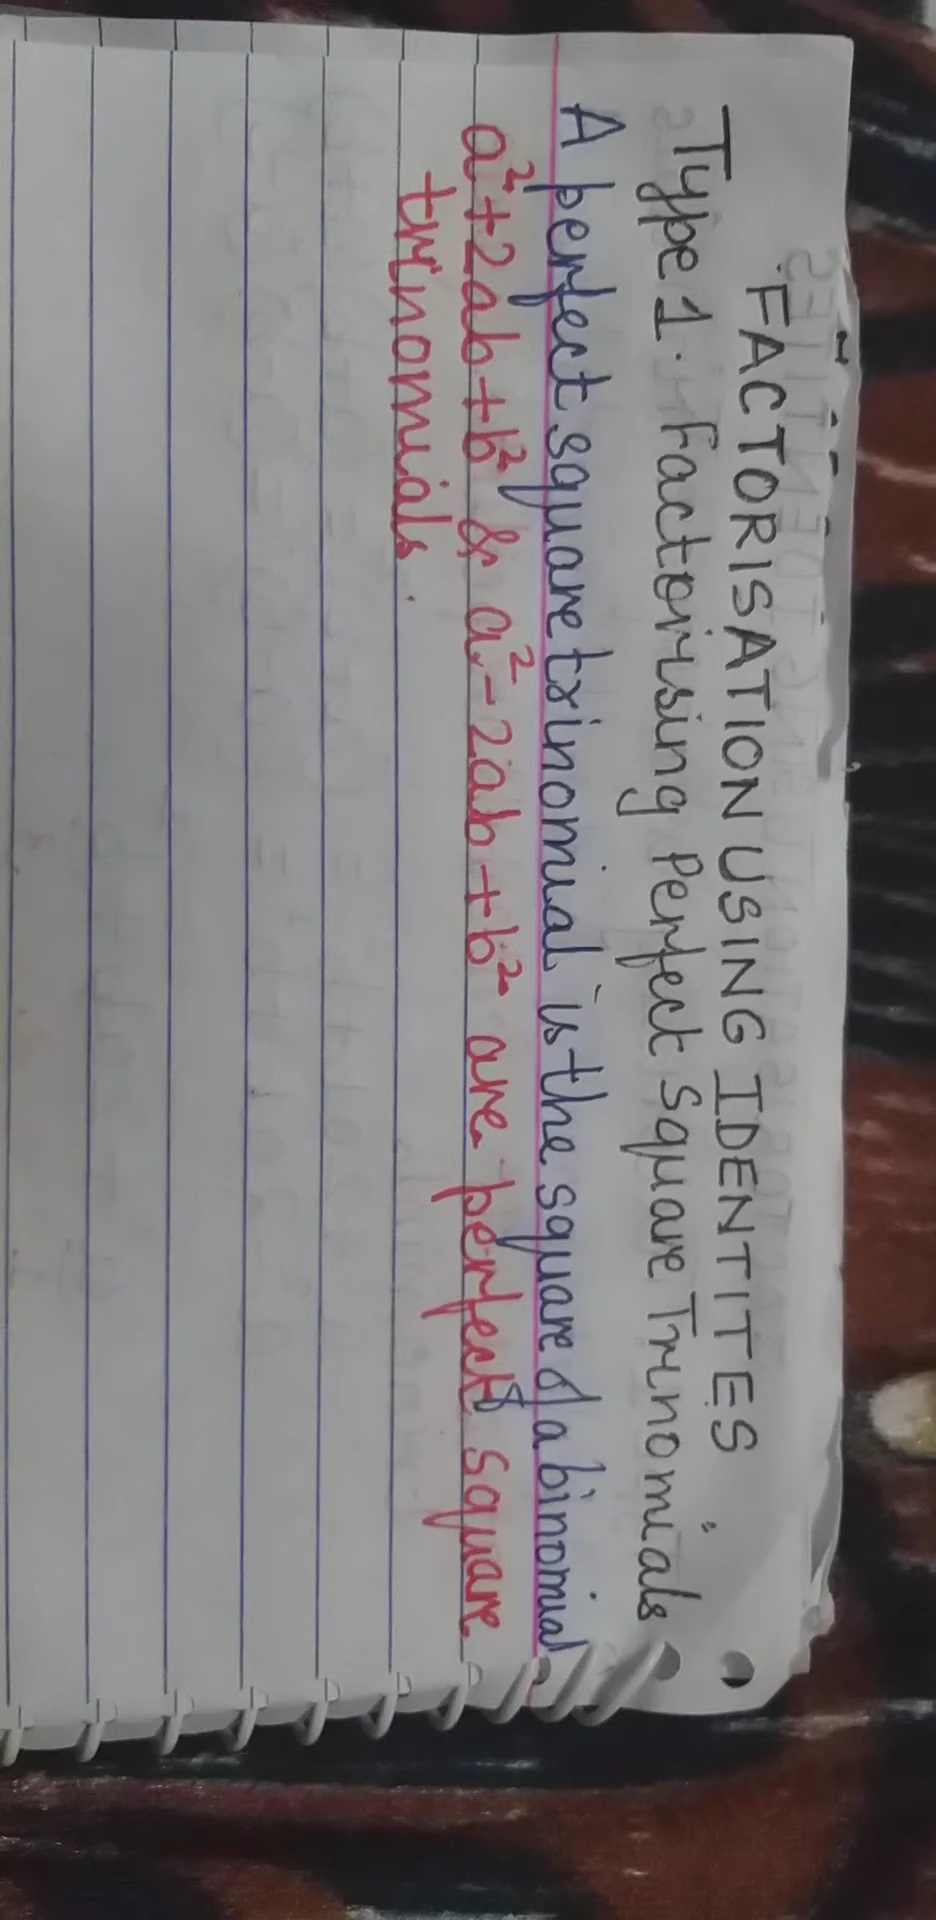 FACTORISATION USING IDENTITES
Type 1. Factorising Perfect Square Trinomials
A perfect square trinomial is the square of a binomial
a²+2ab+b² & a²-2ab+b² are perfect square
trinomials.